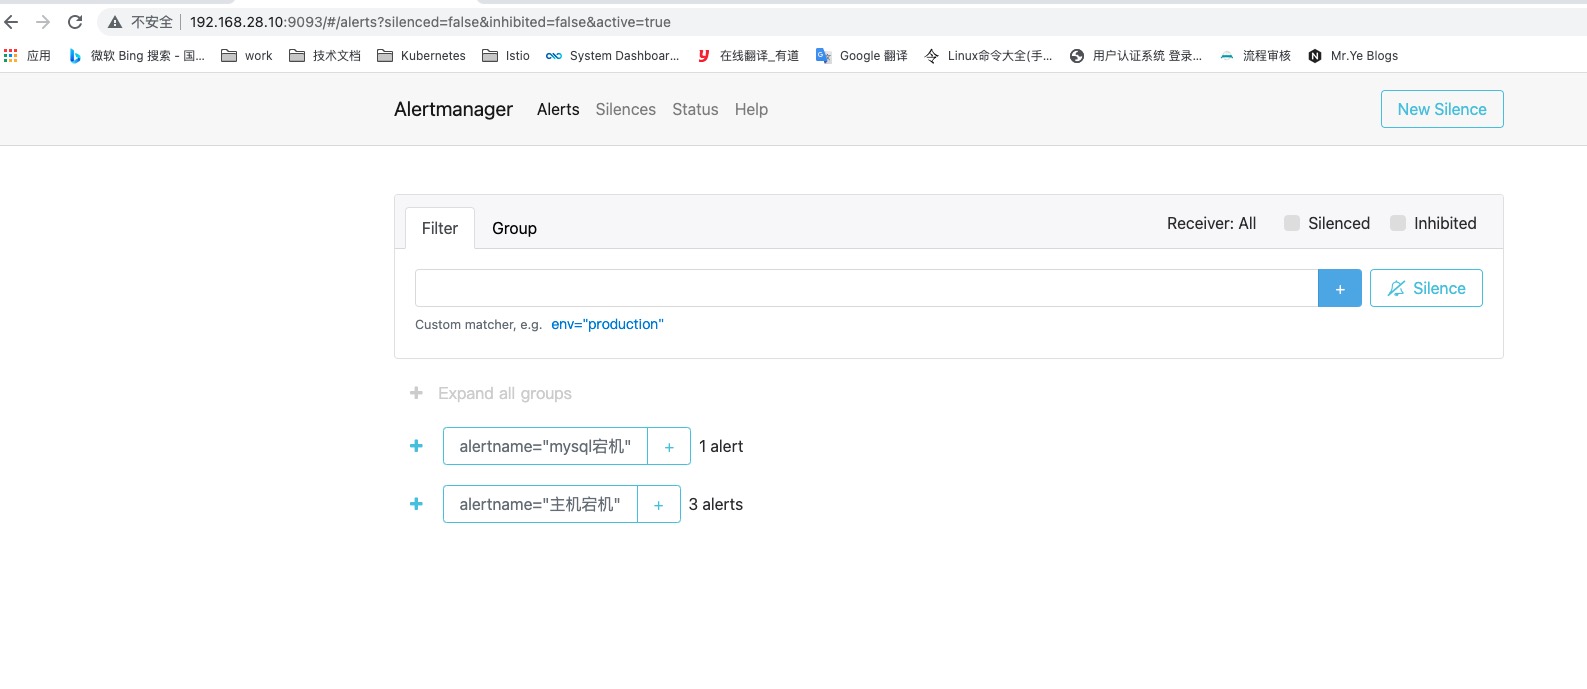 不安全 192.168.28.10:9093/#/alerts?silenced=false&inhibited=false&active=true
应用 微软 Bing 搜索 - 国... work 技术文档 Kubernetes Istio System Dashboar... 在线翻译_有道 Google 翻译 Linux命令大全(手... 用户认证系统 登录... 流程审核 Mr.Ye Blogs
Alertmanager Alerts Silences Status Help New Silence
Filter Group Receiver: All Silenced Inhibited
+ Silence
Custom matcher, e.g. env="production"
+ Expand all groups
+ alertname="mysql宕机" + 1 alert
+ alertname="主机宕机" + 3 alerts